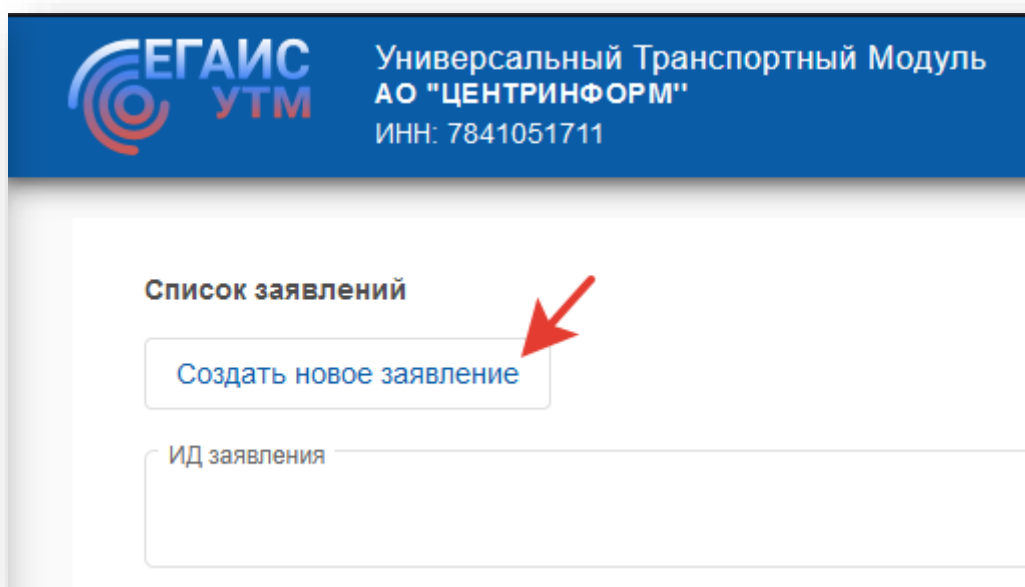 ЕГАИС
УТМ
Универсальный Транспортный Модуль
АО "ЦЕНТРИНФОРМ"
ИНН: 7841051711
Список заявлений
Создать новое заявление
ИД заявления